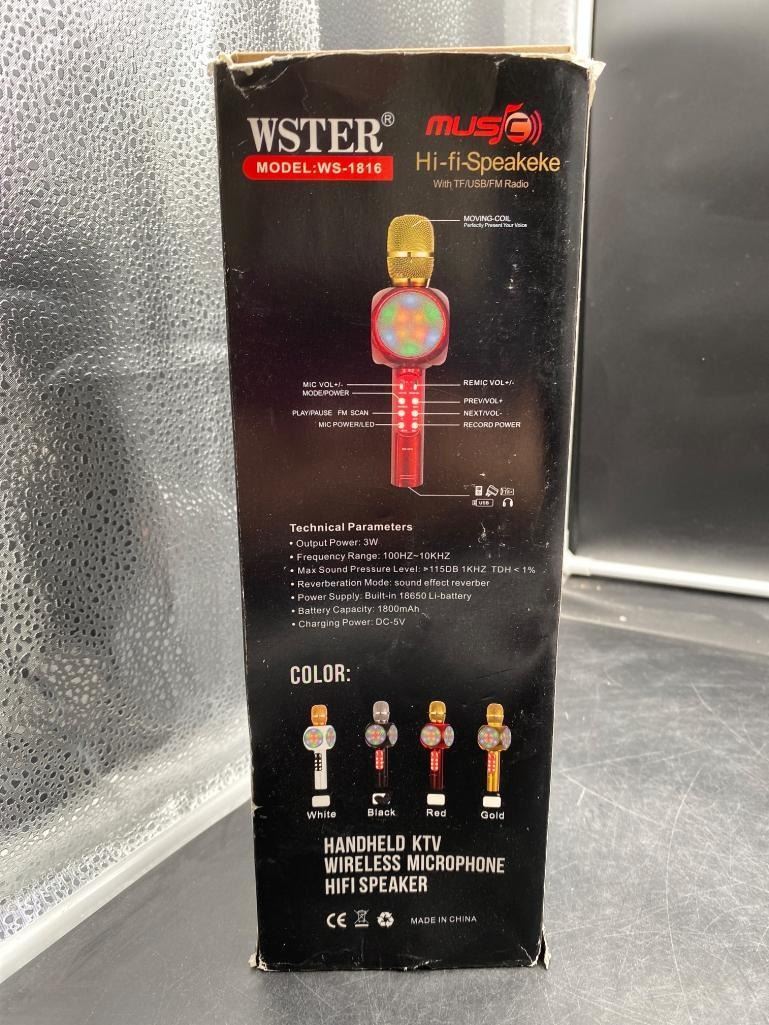 WSTER®
MODEL:WS-1816
music
Hi-fi-Speakeke
With TF/USB/FM Radio
MOVING-COIL
Perfectly Present Your Voice
MIC VOL+/-
MODE/POWER
PLAY/PAUSE FM SCAN
MIC POWER/LED
REMIC VOL+/-
PREV/VOL+
NEXT/VOL-
RECORD POWER
USB
Technical Parameters
• Output Power: 3W
• Frequency Range: 100HZ~10KHZ
• Max Sound Pressure Level: >115DB 1KHZ TDH < 1%
• Reverberation Mode: sound effect reverber
• Power Supply: Built-in 18650 Li-battery
• Battery Capacity: 1800mAh
• Charging Power: DC-5V
COLOR:
White
Black
Red
Gold
HANDHELD KTV
WIRELESS MICROPHONE
HIFI SPEAKER
CE
MADE IN CHINA